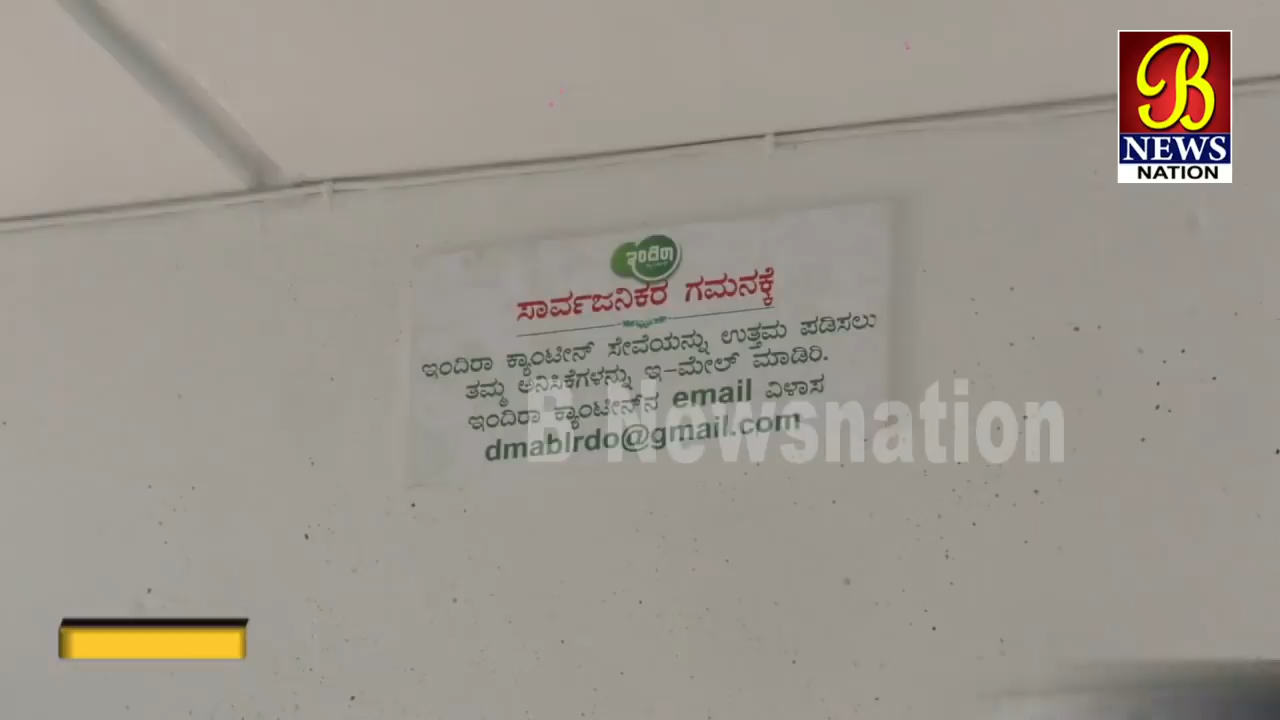 B
NEWS
NATION
ಇಂದಿರಾ
ಸಾರ್ವಜನಿಕರ ಗಮನಕ್ಕೆ
ಇಂದಿರಾ ಕ್ಯಾಂಟೀನ್ ಸೇವೆಯನ್ನು ಉತ್ತಮ ಪಡಿಸಲು
ತಮ್ಮ ಅನಿಸಿಕೆಗಳನ್ನು ಇ-ಮೇಲ್ ಮಾಡಿರಿ.
ಇಂದಿರಾ ಕ್ಯಾಂಟೀನ್‌ನ email ವಿಳಾಸ
dmablrdo@gmail.com
B Newsnation